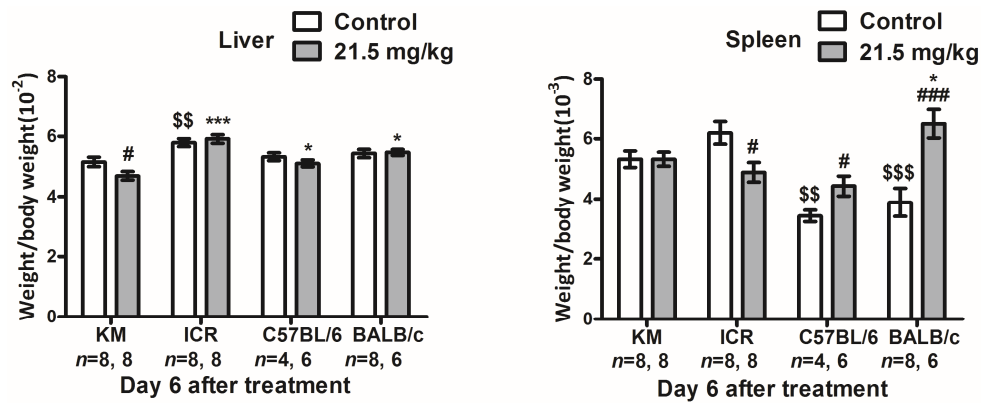 Liver
Control
21.5 mg/kg
Weight/body weight(10-2)
8
6
4
2
0
#
$$
***
*
*
KM
ICR
C57BL/6
BALB/c
n=8, 8
n=8, 8
n=4, 6
n=8, 6
Day 6 after treatment
Spleen
Control
21.5 mg/kg
Weight/body weight(10-3)
8
6
4
2
0
#
$$
#
$$$
*
###
KM
ICR
C57BL/6
BALB/c
n=8, 8
n=8, 8
n=4, 6
n=8, 6
Day 6 after treatment